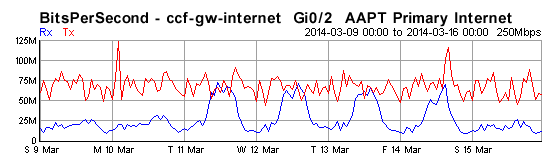 BitsPerSecond - ccf-gw-internet Gi0/2 AAPT Primary Internet
Rx Tx 2014-03-09 00:00 to 2014-03-16 00:00 250Mbps
125M
100M
75M
50M
25M
0
S 9 Mar M 10 Mar T 11 Mar W 12 Mar T 13 Mar F 14 Mar S 15 Mar